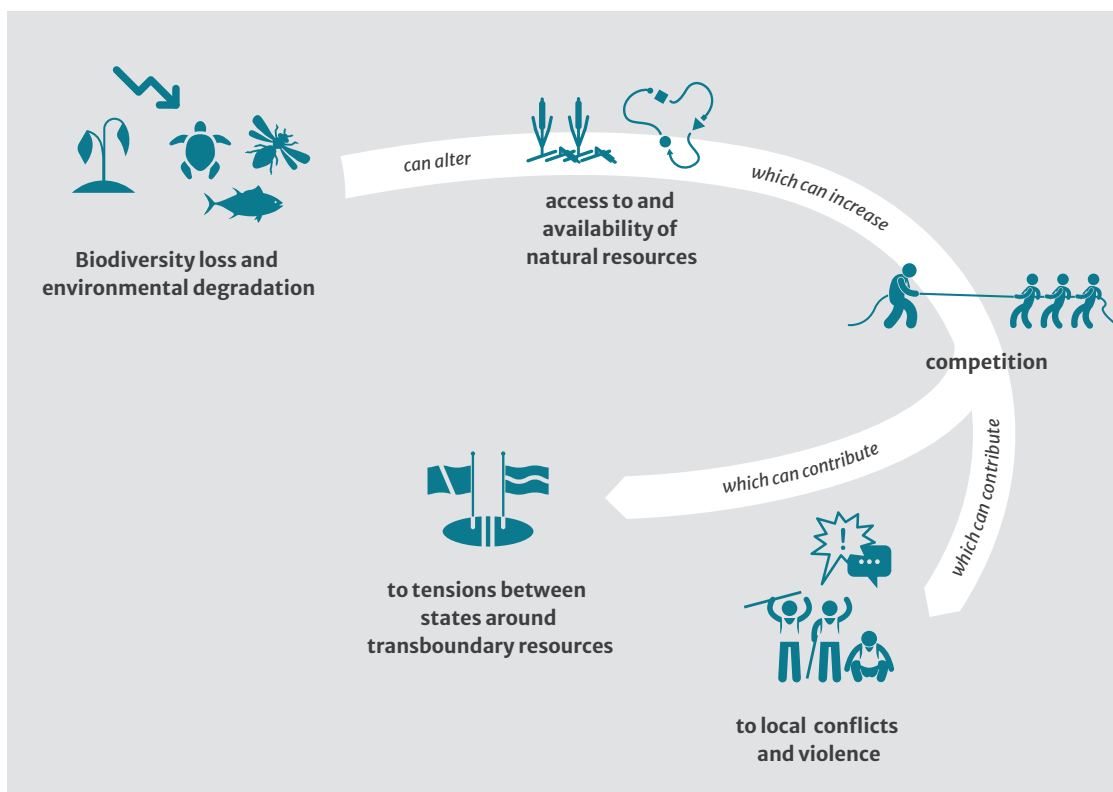 Biodiversity loss and
environmental degradation
can alter
access to and
availability of
natural resources
which can increase
competition
which can contribute
to tensions between
states around
transboundary resources
which can contribute
!
to local conflicts
and violence